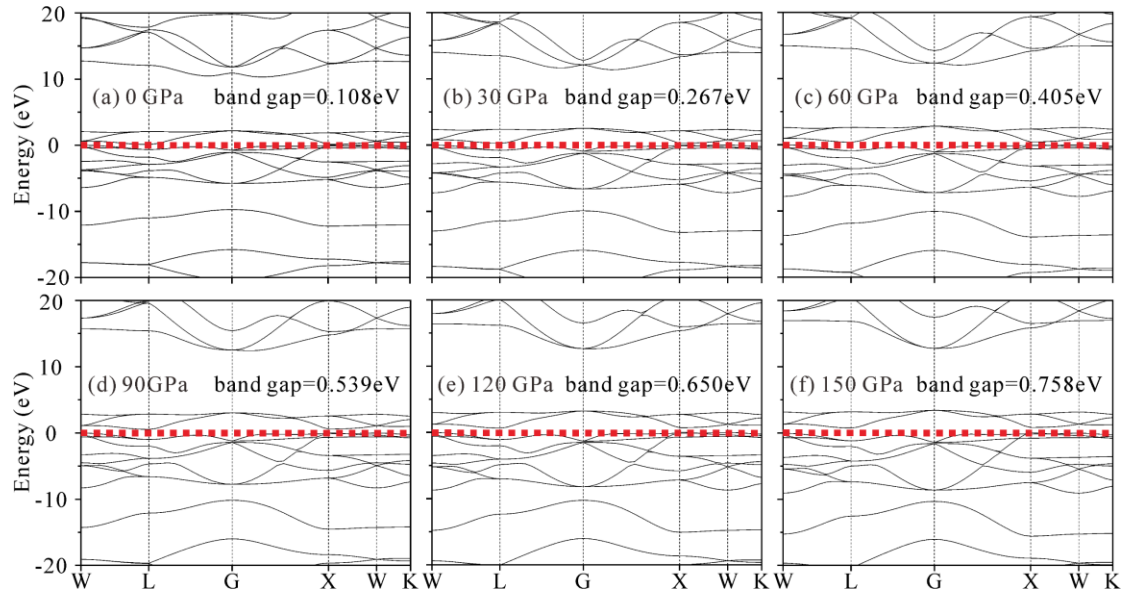 20
10
0
-10
-20
Energy (eV)
(a) 0 GPa band gap=0.108eV
(b) 30 GPa band gap=0.267eV
(c) 60 GPa band gap=0.405eV
20
10
0
-10
-20
Energy (eV)
(d) 90GPa band gap=0.539eV
(e) 120 GPa band gap=0.650eV
(f) 150 GPa band gap=0.758eV
W L G X W K
W L G X W K
W L G X W K